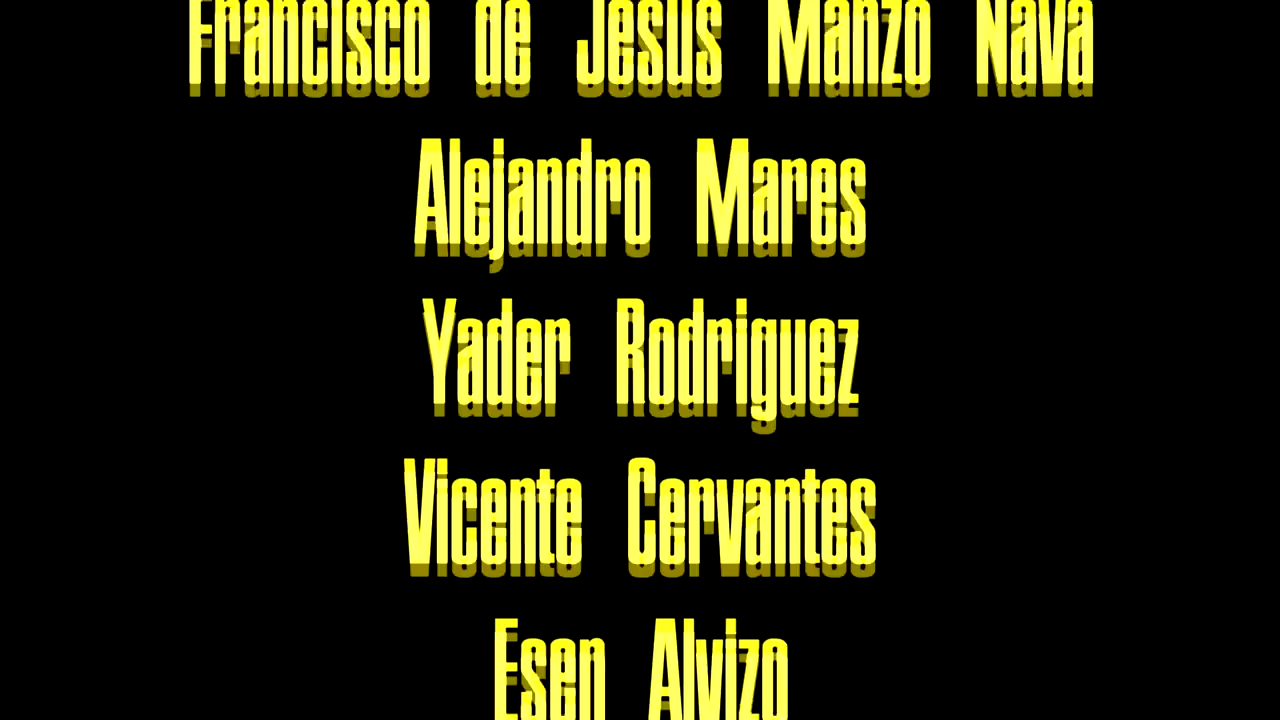 Francisco de Jesus Manzo Nava
Alejandro Mares
Yader Rodriguez
Vicente Cervantes
Esen Alvizo